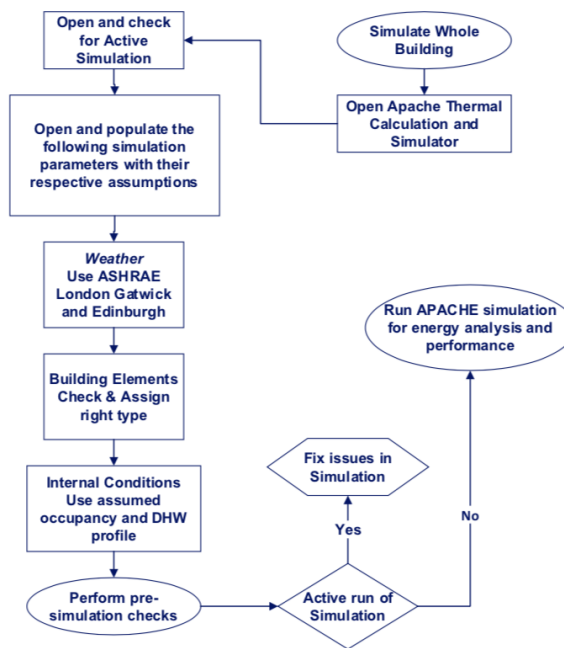 Open and check
for Active
Simulation
Simulate Whole
Building
Open Apache Thermal
Calculation and
Simulator
Open and populate the
following simulation
parameters with their
respective assumptions
Weather
Use ASHRAE
London Gatwick
and Edinburgh
Run APACHE simulation
for energy analysis and
performance
Building Elements
Check & Assign
right type
Fix issues in
Simulation
Internal Conditions
Use assumed
occupancy and DHW
profile
Yes
No
Perform pre-
simulation checks
Active run of
Simulation